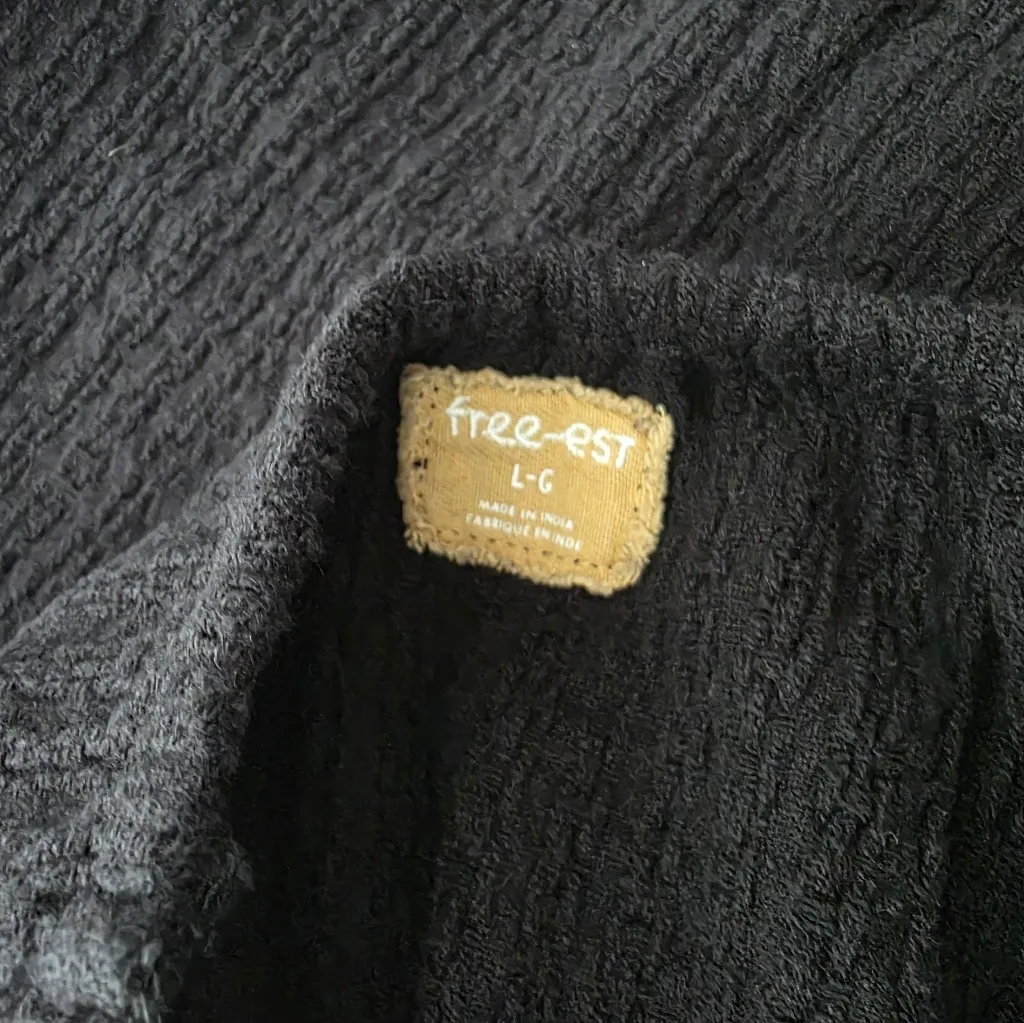 free-est
L-G
MADE IN INDIA
FABRIQUÉ EN INDE